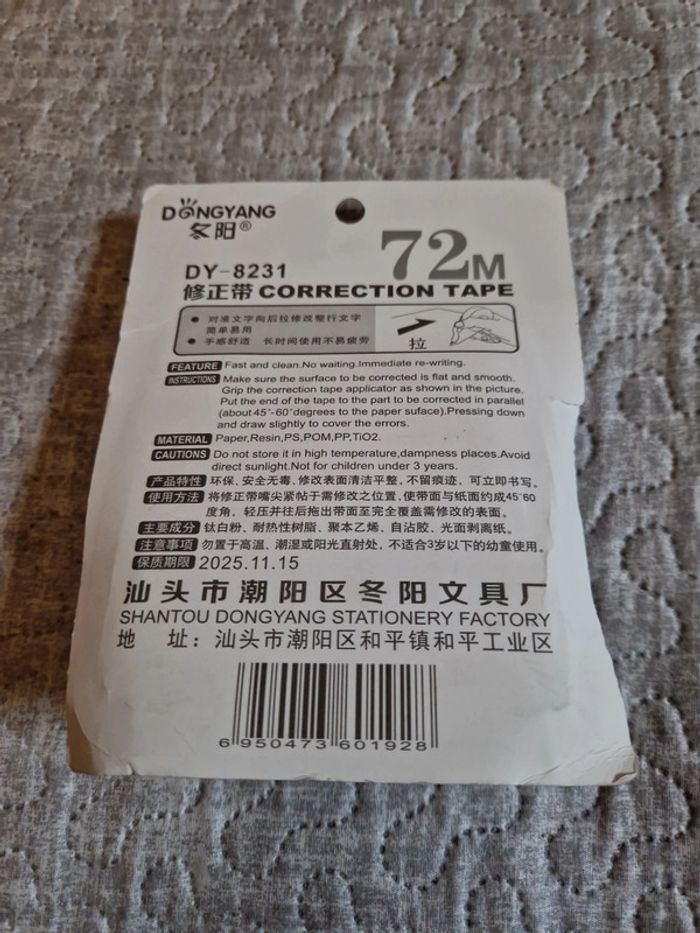 DONGYANG
冬阳®
72M
DY-8231
修正带 CORRECTION TAPE
● 对准文字向后拉修改整行文字
简单易用
● 手感舒适 长时间使用不易疲劳
拉
FEATURE Fast and clean.No waiting.Immediate re-writing.
INSTRUCTIONS Make sure the surface to be corrected is flat and smooth.
Grip the correction tape applicator as shown in the picture.
Put the end of the tape to the part to be corrected in parallel
(about45°-60°degrees to the paper suface).Pressing down
and draw slightly to cover the errors.
MATERIAL Paper,Resin,PS,POM,PP,TiO2.
CAUTIONS Do not store it in high temperature,dampness places.Avoid
direct sunlight.Not for children under 3 years.
产品特性 环保、安全无毒、修改表面清洁平整，不留痕迹，可立即书写。
使用方法 将修正带嘴尖紧帖于需修改之位置,使带面与纸面约成45°60
度角，轻压并往后拖出带面至完全覆盖需修改的表面。
主要成分 钛白粉、耐热性树脂、聚本乙烯、自沾胶、光面剥离纸。
注意事项 勿置于高温、潮湿或阳光直射处，不适合3岁以下的幼童使用。
保质期限 2025.11.15
汕头市潮阳区冬阳文具厂
SHANTOU DONGYANG STATIONERY FACTORY
地 址：汕头市潮阳区和平镇和平工业区
6 950473 601928